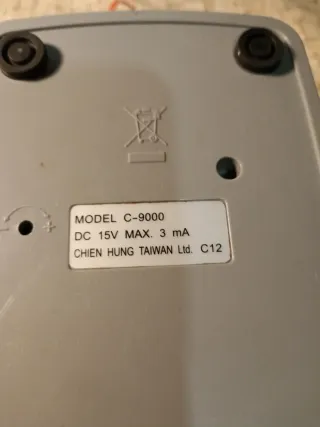 MODEL C-9000
DC 15V MAX. 3 mA
CHIEN HUNG TAIWAN Ltd. C12
- +